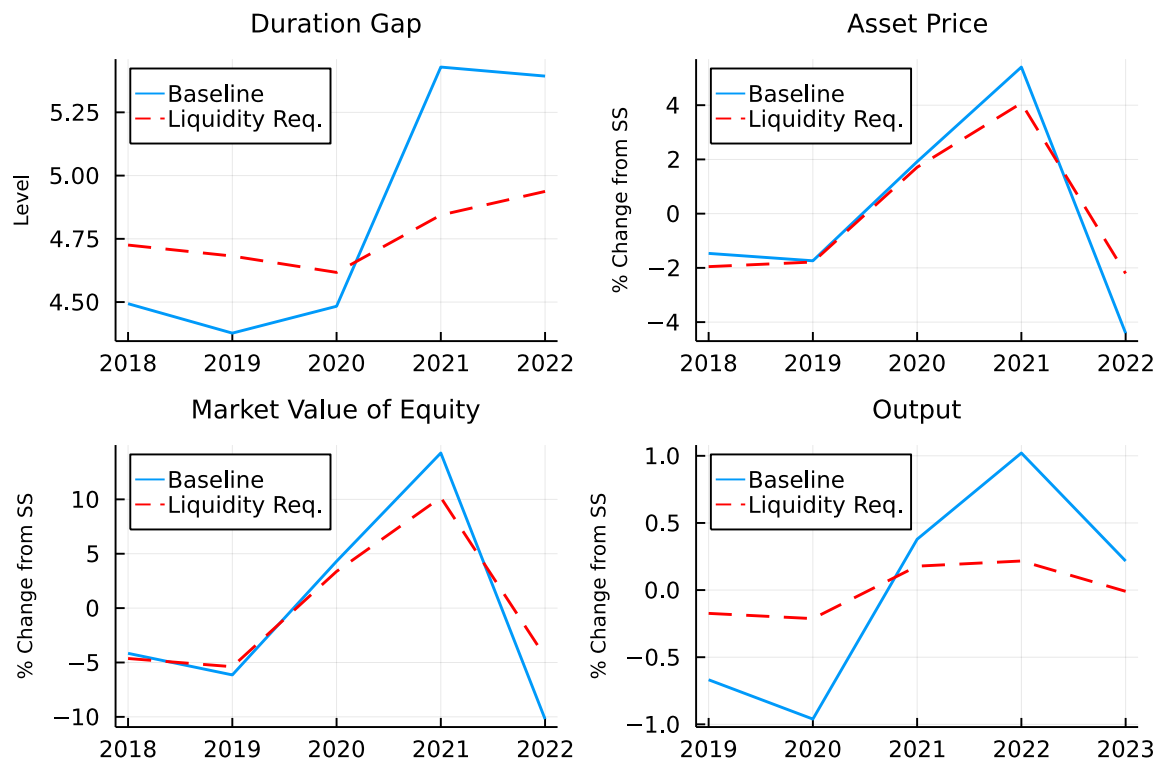 Duration Gap
Level
5.25
5.00
4.75
4.50
Baseline
Liquidity Req.
2018 2019 2020 2021 2022
Asset Price
% Change from SS
4
2
0
−2
−4
Baseline
Liquidity Req.
2018 2019 2020 2021 2022
Market Value of Equity
% Change from SS
10
5
0
−5
−10
Baseline
Liquidity Req.
2018 2019 2020 2021 2022
Output
% Change from SS
1.0
0.5
0.0
−0.5
−1.0
Baseline
Liquidity Req.
2019 2020 2021 2022 2023